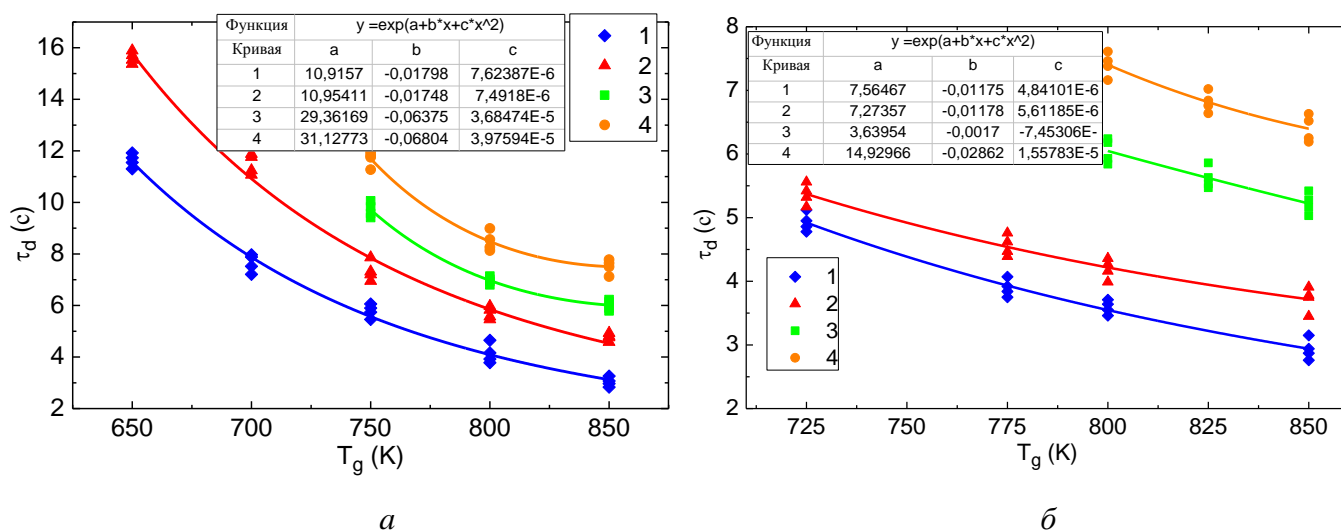 Функция y =exp(a+b*x+c*x^2)
Кривая a b c
1 10,9157 -0,01798 7,62387E-6
2 10,95411 -0,01748 7,4918E-6
3 29,36169 -0,06375 3,68474E-5
4 31,12773 -0,06804 3,97594E-5
1
2
3
4
16
14
12
10
8
6
4
2
τd (c)
650 700 750 800 850
Tg (K)
а
Функция y =exp(a+b*x+c*x^2)
Кривая a b c
1 7,56467 -0,01175 4,84101E-6
2 7,27357 -0,01178 5,61185E-6
3 3,63954 -0,0017 -7,45306E-
4 14,92966 -0,02862 1,55783E-5
1
2
3
4
8
7
6
5
4
3
2
τd (c)
725 750 775 800 825 850
Tg (K)
б